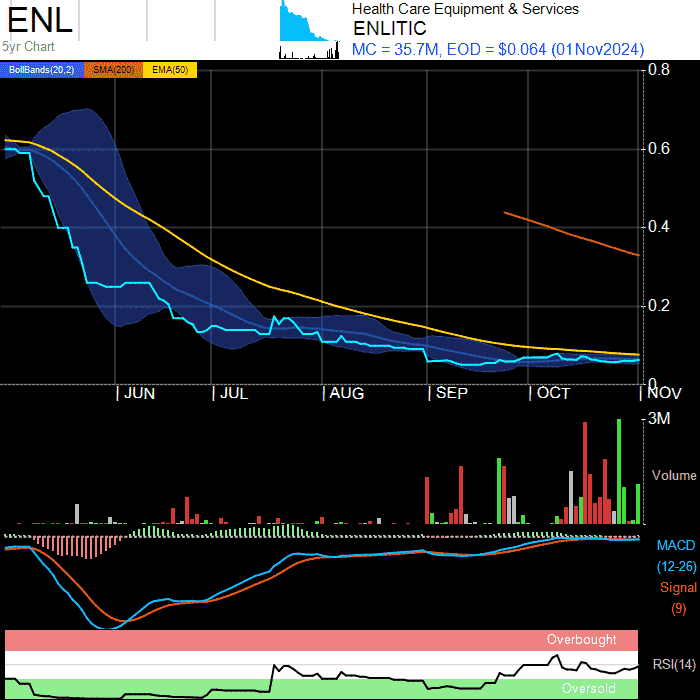 ENL
5yr Chart
Health Care Equipment & Services
ENLITIC
MC = 35.7M, EOD = $0.064 (01Nov2024)
BollBands(20,2) SMA(200) EMA(50)
0.8
0.6
0.4
0.2
0
JUN JUL AUG SEP OCT NOV
3M
Volume
MACD
(12-26)
Signal
(9)
Overbought
RSI(14)
Oversold